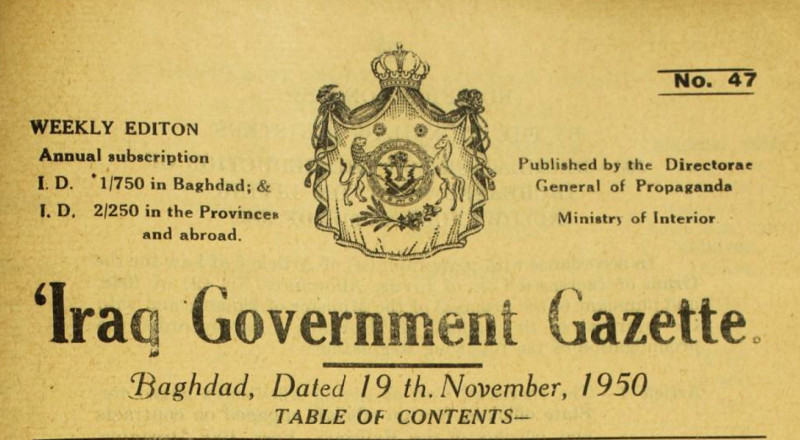 No. 47
WEEKLY EDITON
Annual subscription
I. D. 1/750 in Baghdad; &
I. D. 2/250 in the Provinces
and abroad.
Published by the Directorae
General of Propaganda
Ministry of Interior
‘Iraq Government Gazette.
Baghdad, Dated 19 th. November, 1950
TABLE OF CONTENTS—